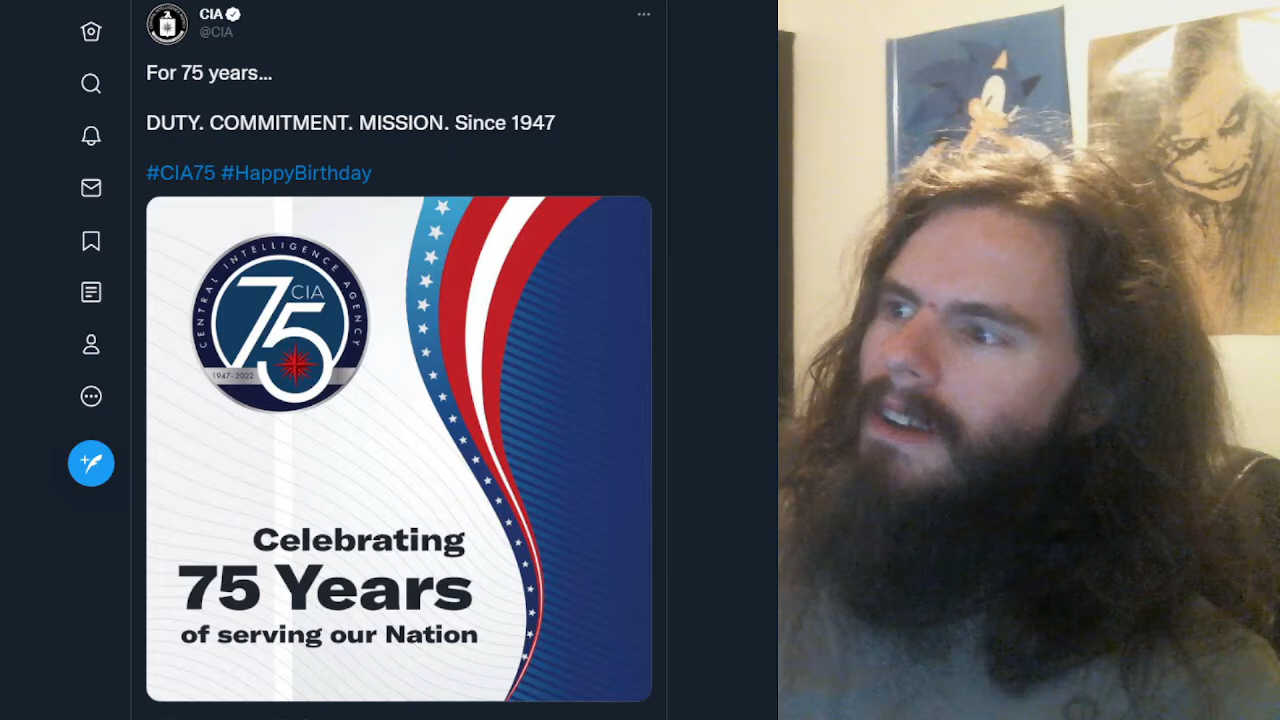 CIA
@CIA
For 75 years...
DUTY. COMMITMENT. MISSION. Since 1947
#CIA75 #HappyBirthday
CENTRAL INTELLIGENCE AGENCY
75
CIA
1947-2022
Celebrating
75 Years
of serving our Nation